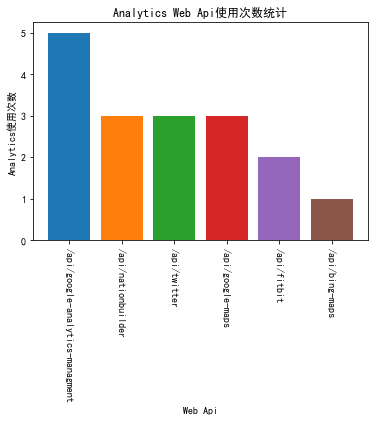 Analytics Web Api使用次数统计
Analytics使用次数
5
4
3
2
1
0
/api/google-analytics-managment
/api/nationbuilder
/api/twitter
/api/google-maps
/api/fitbit
/api/bing-maps
Web Api